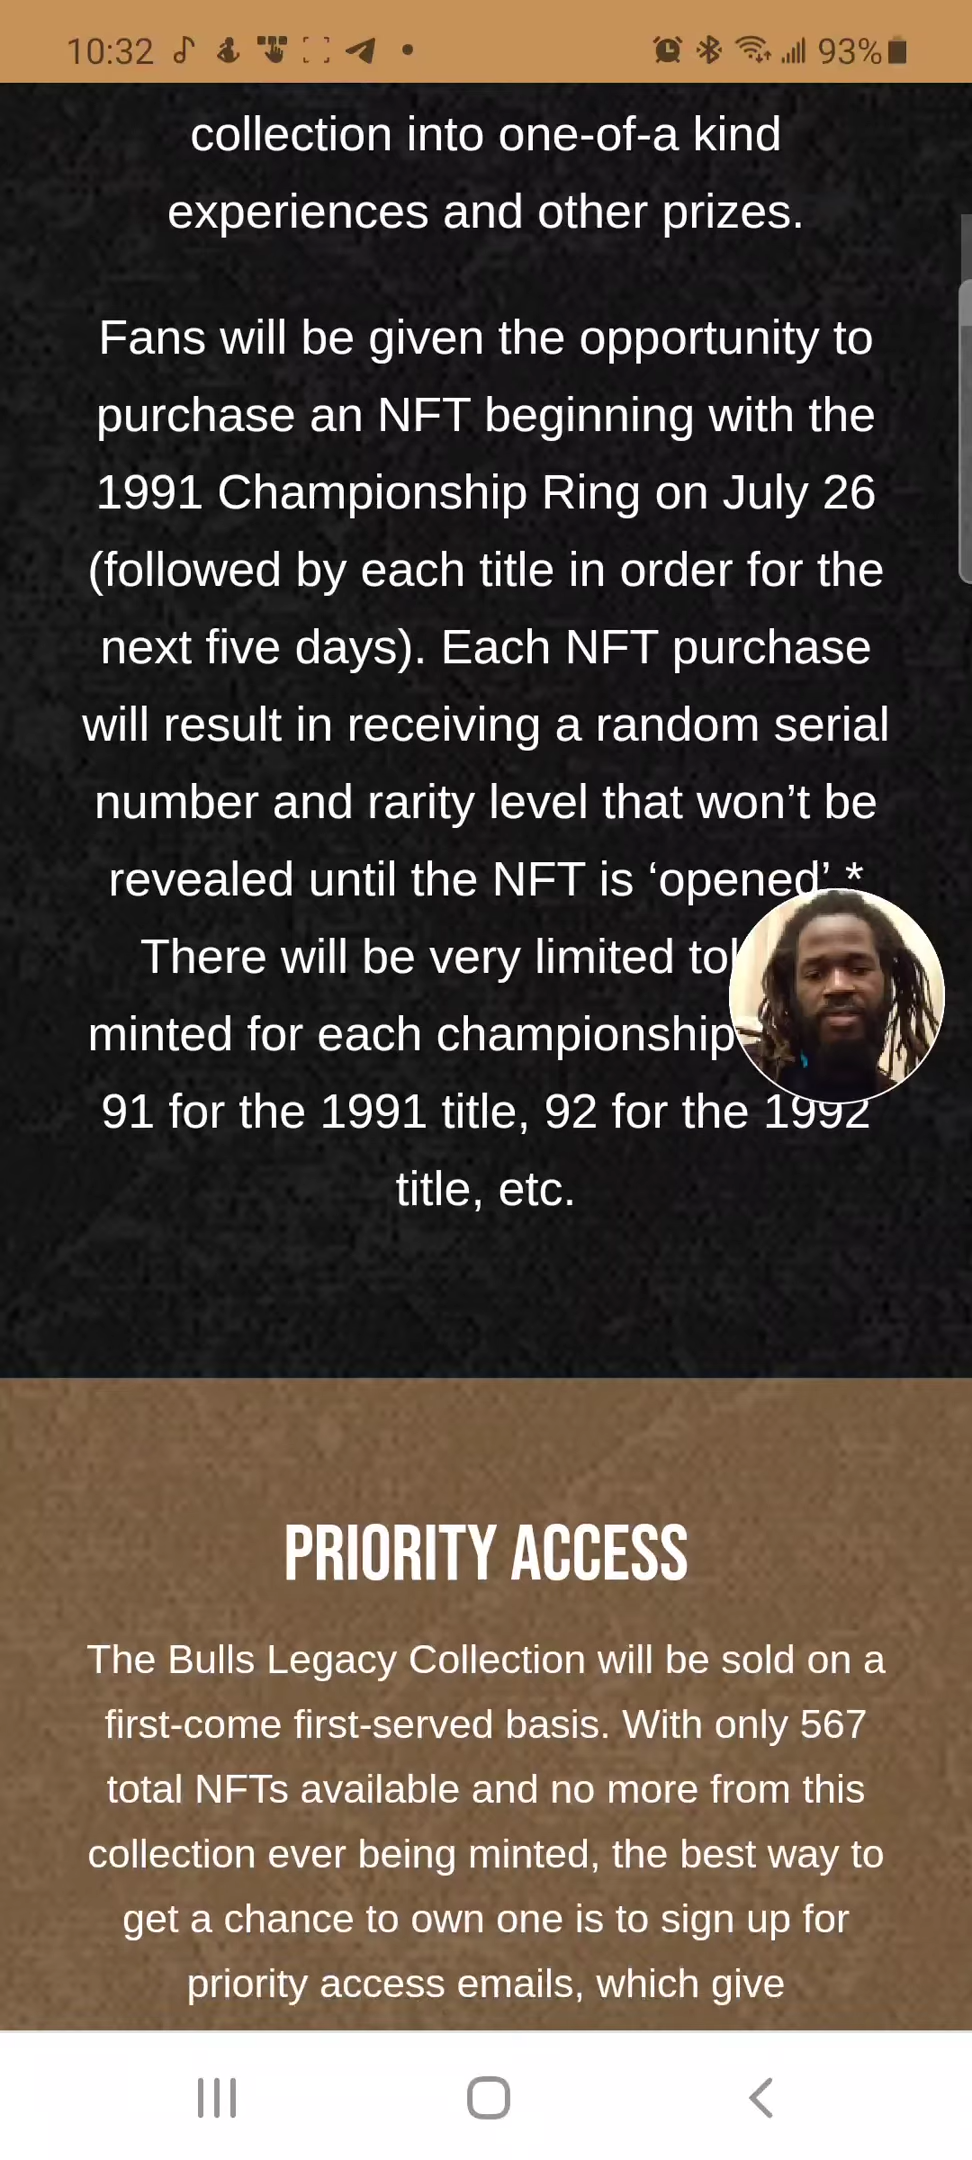 10:32
93%
collection into one-of-a kind
experiences and other prizes.
Fans will be given the opportunity to
purchase an NFT beginning with the
1991 Championship Ring on July 26
(followed by each title in order for the
next five days). Each NFT purchase
will result in receiving a random serial
number and rarity level that won’t be
revealed until the NFT is ‘opened’.*
There will be very limited
minted for each championship
91 for the 1991 title, 92 for the 1992
title, etc.
PRIORITY ACCESS
The Bulls Legacy Collection will be sold on a
first-come first-served basis. With only 567
total NFTs available and no more from this
collection ever being minted, the best way to
get a chance to own one is to sign up for
priority access emails, which give